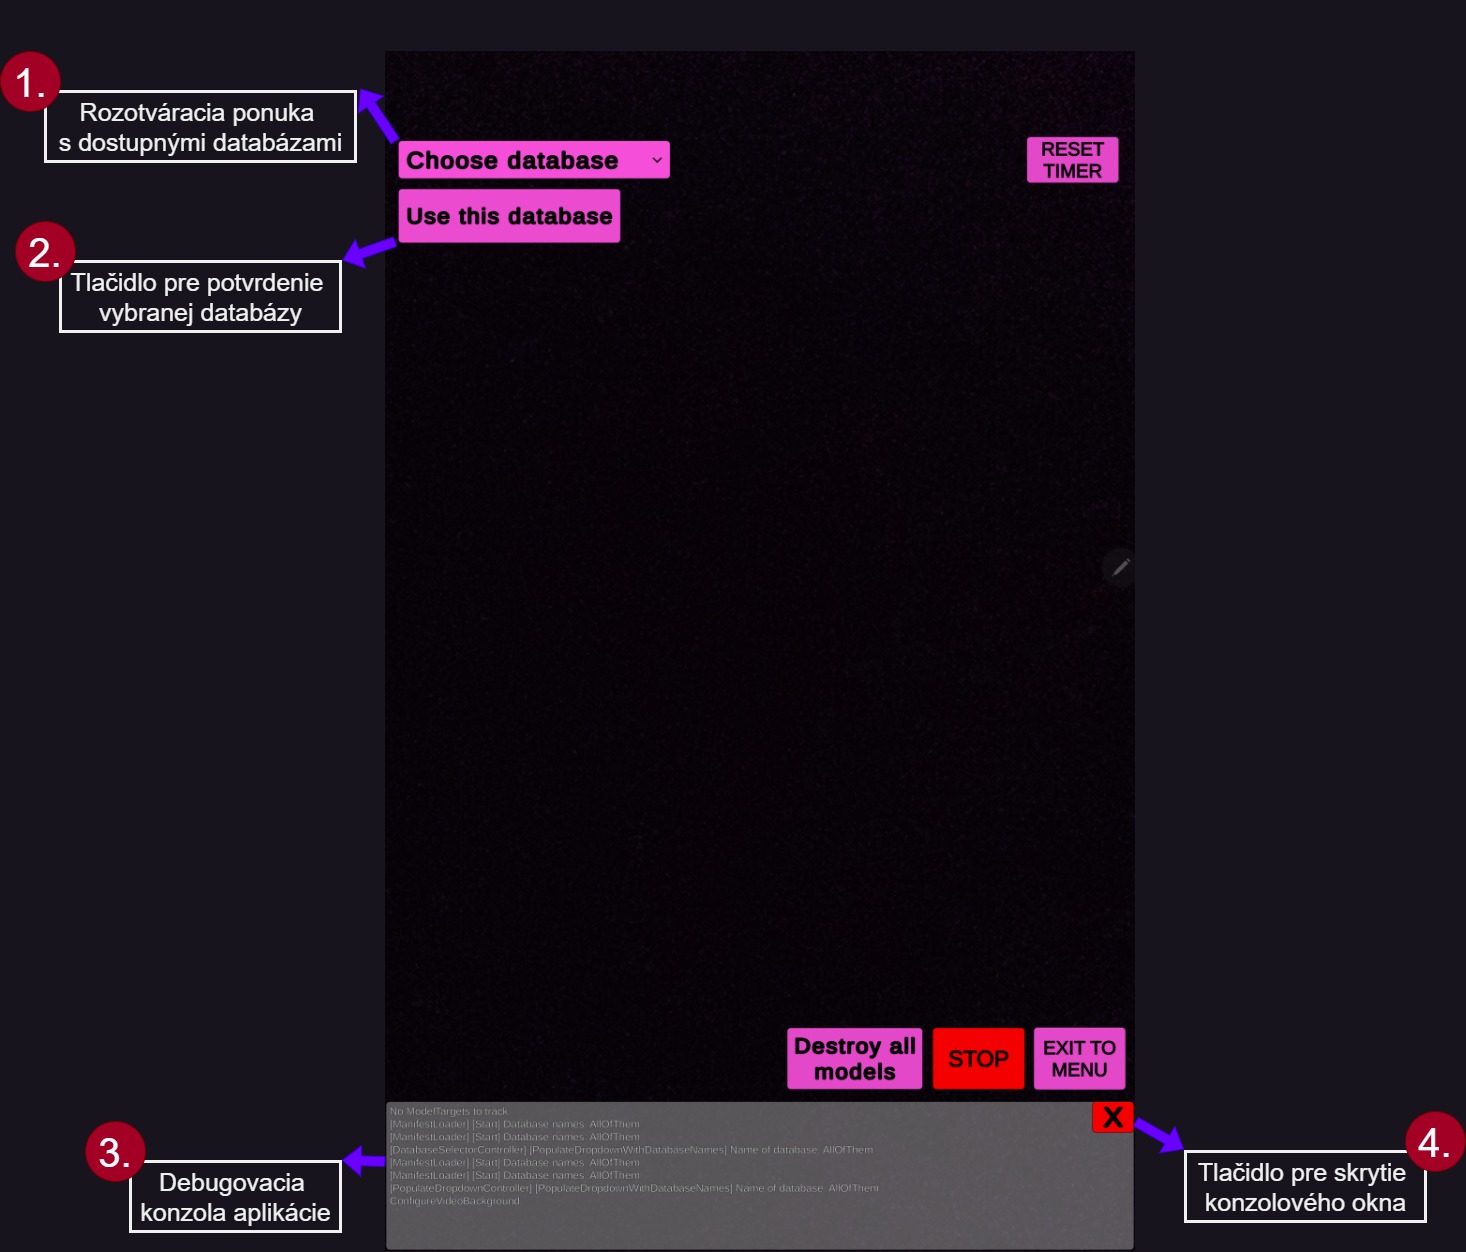 1.
Rozotváracia ponuka
s dostupnými databázami
Choose database
RESET
TIMER
Use this database
2.
Tlačidlo pre potvrdenie
vybranej databázy
Destroy all
models
STOP
EXIT TO
MENU
X
No ModelTargets to track
[ManifestLoader] [Start] Database names AllOfThem
[ManifestLoader] [Start] Database names AllOfThem
[DatabaseSelectorController] [PopulateDropdownWithDatabaseNames] Name of database AllOfThem
[ManifestLoader] [Start] Database names AllOfThem
[ManifestLoader] [Start] Database names AllOfThem
[PopulateDropdownController] [PopulateDropdownWithDatabaseNames] Name of database AllOfThem
ConfigureVideoBackground
3.
Debugovacia
konzola aplikácie
4.
Tlačidlo pre skrytie
konzolového okna